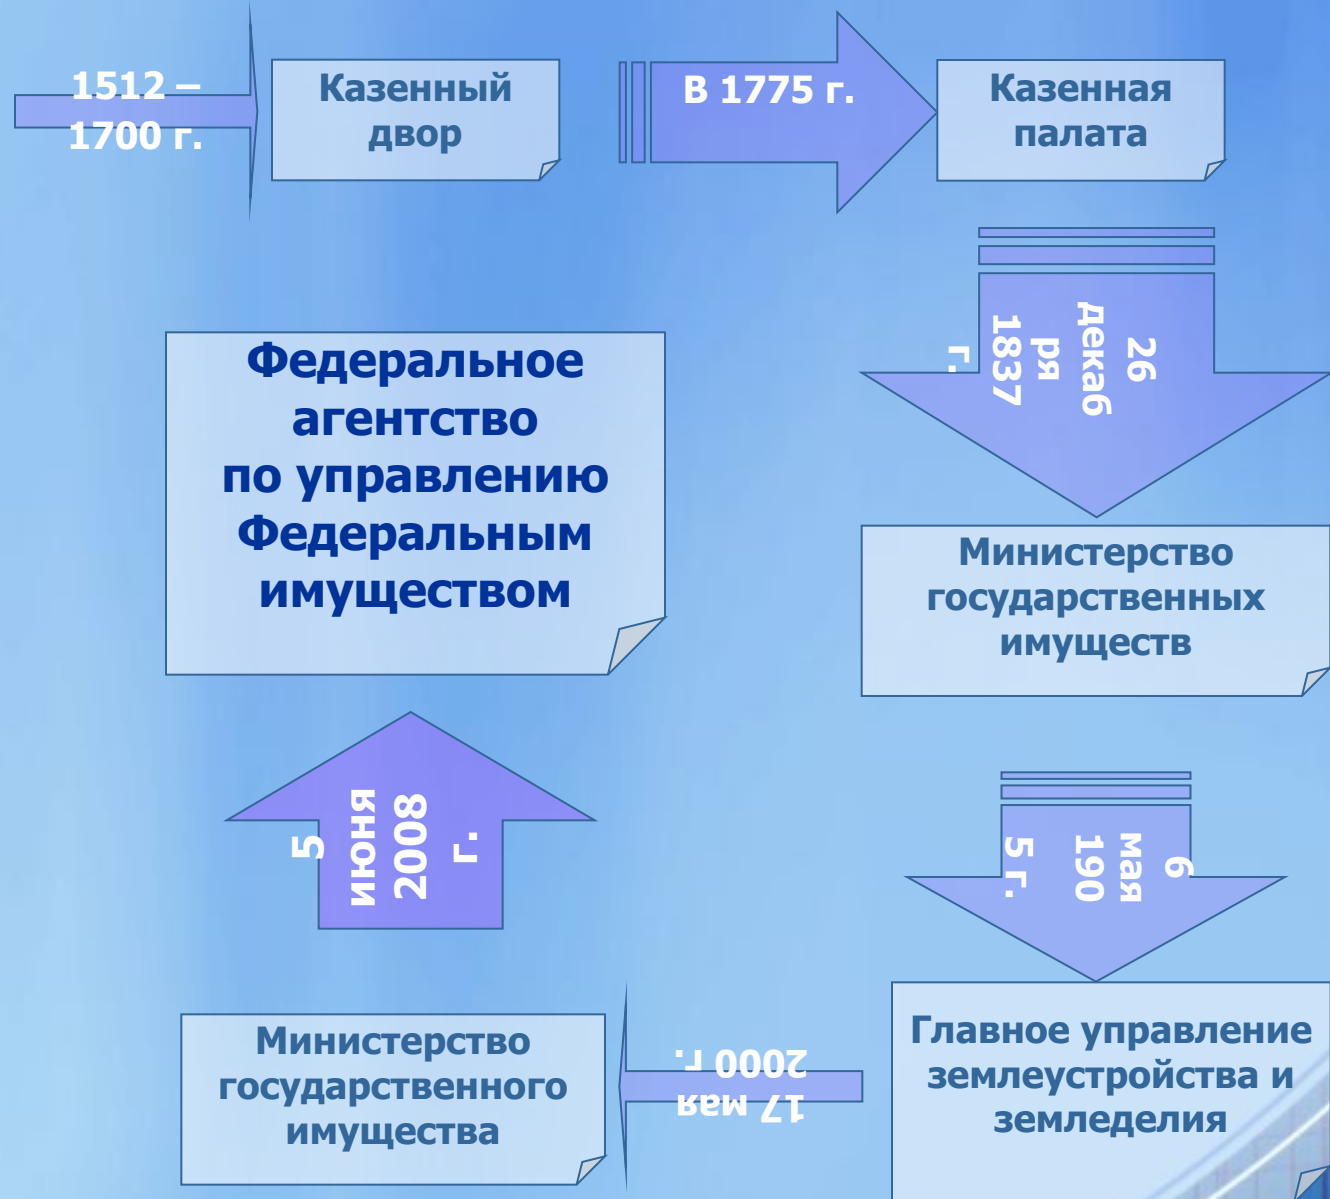 1512 –
1700 г.
Казенный
двор
В 1775 г.
Казенная
палата
26
декаб
ря
1837
г.
Министерство
государственных
имуществ
6
мая
190
5 г.
Главное управление
землеустройства и
земледелия
17 мая
2000 г.
Министерство
государственного
имущества
5
июня
2008
г.
Федеральное
агентство
по управлению
Федеральным
имуществом